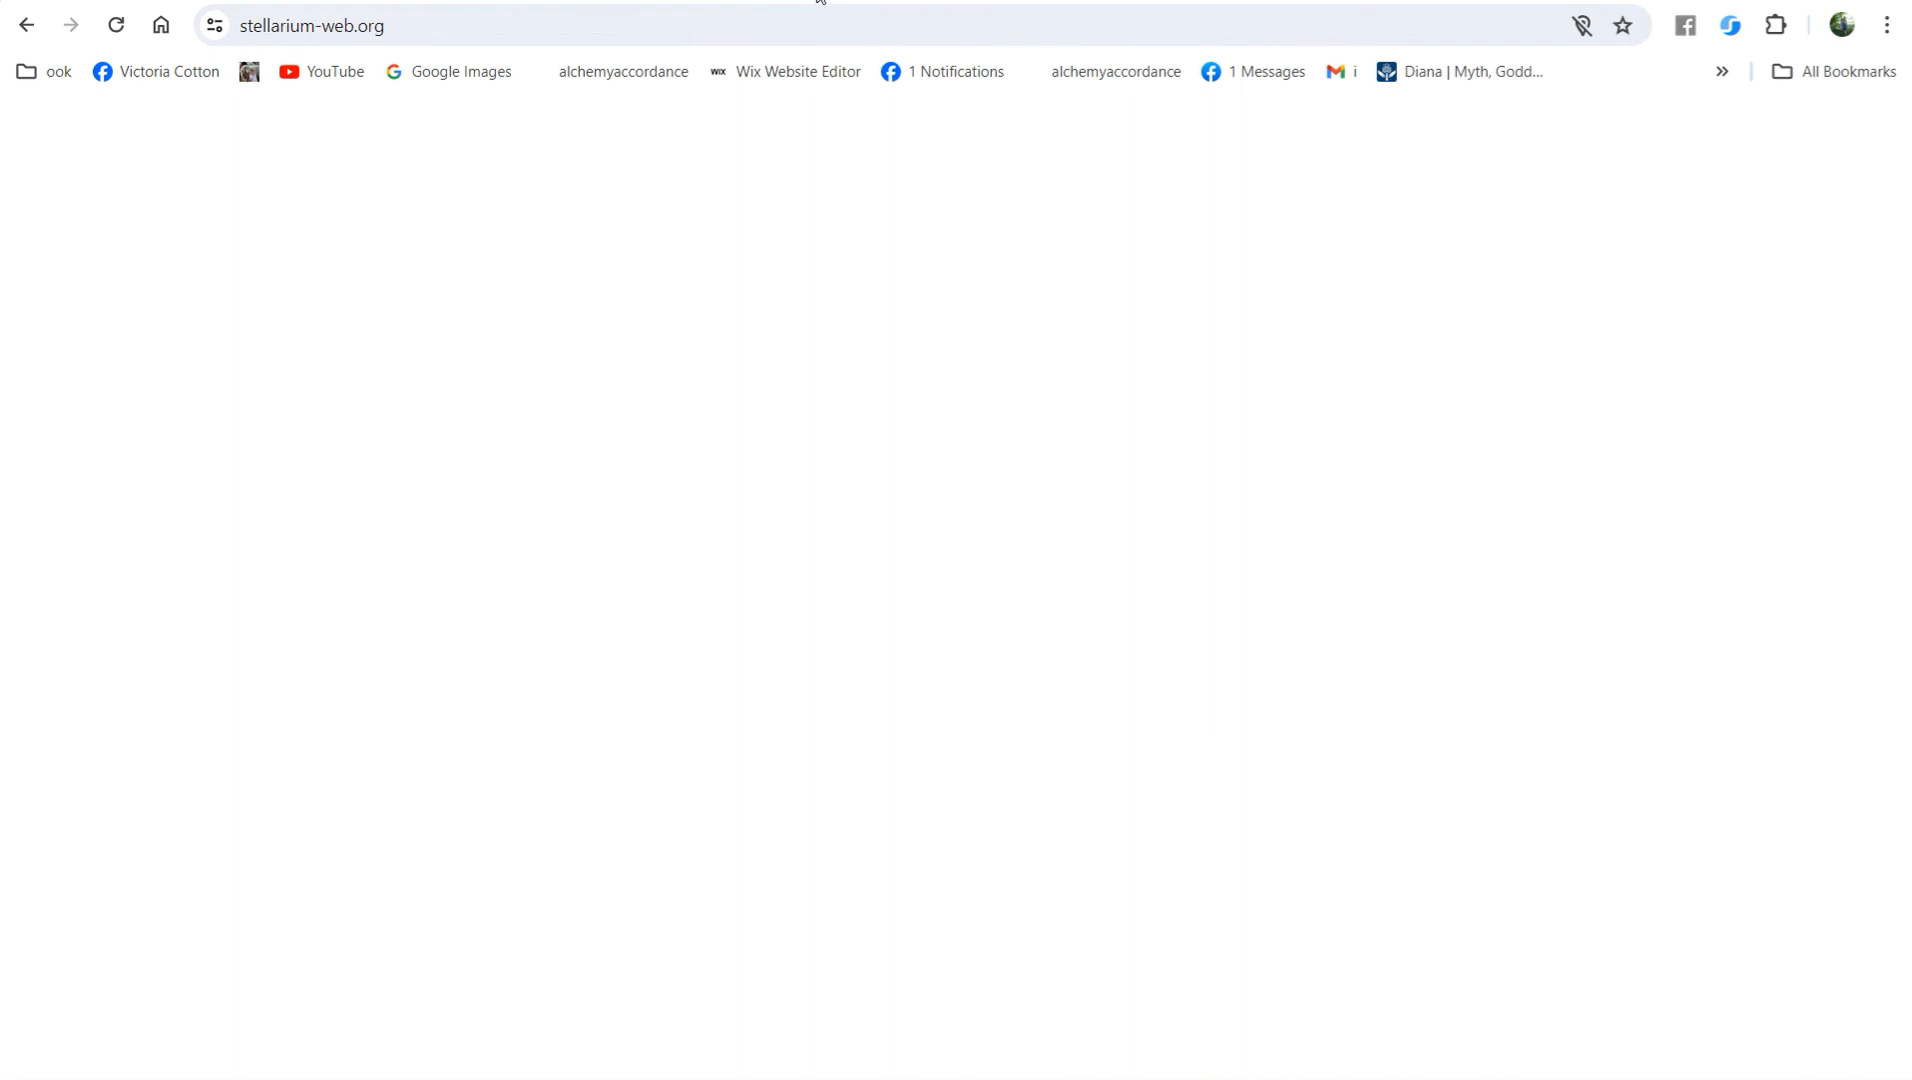 stellarium-web.org
ook Victoria Cotton YouTube Google Images alchemyaccordance WIX Wix Website Editor 1 Notifications alchemyaccordance 1 Messages i Diana | Myth, Godd... » All Bookmarks